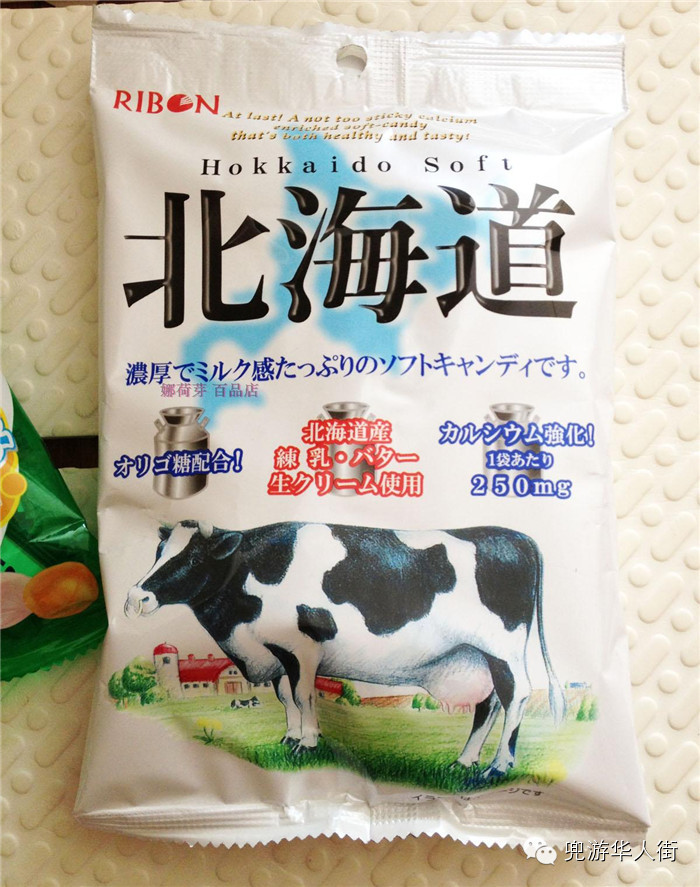 RIBON
At last! A not too sticky calcium
enriched soft-candy
that's both healthy and tasty!
Hokkaido Soft
北海道
濃厚でミルク感たっぷりのソフトキャンディです。
娜荷芽 百品店
オリゴ糖配合!
北海道産
練乳・バター
生クリーム使用
カルシウム強化!
1袋あたり
250mg
兜游华人街